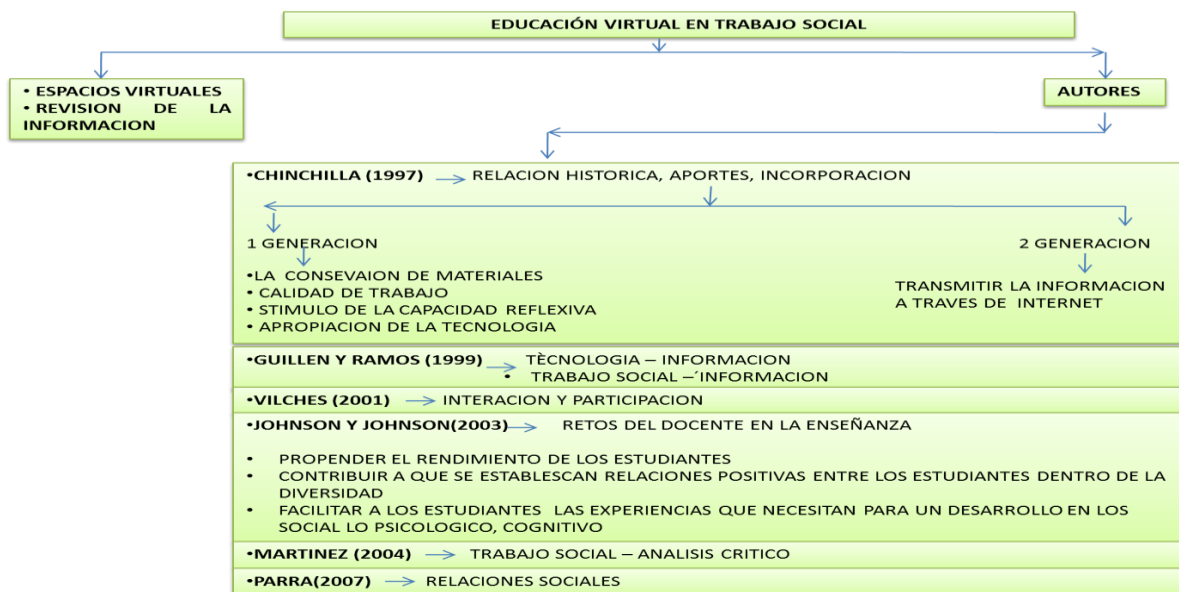 EDUCACIÓN VIRTUAL EN TRABAJO SOCIAL
• ESPACIOS VIRTUALES
• REVISION DE LA
INFORMACION
AUTORES
•CHINCHILLA (1997) RELACION HISTORICA, APORTES, INCORPORACION
1 GENERACION
•LA CONSEVAION DE MATERIALES
• CALIDAD DE TRABAJO
• STIMULO DE LA CAPACIDAD REFLEXIVA
• APROPIACION DE LA TECNOLOGIA
2 GENERACION
TRANSMITIR LA INFORMACION
A TRAVES DE INTERNET
•GUILLEN Y RAMOS (1999) TÈCNOLOGIA – INFORMACION
• TRABAJO SOCIAL –´INFORMACION
•VILCHES (2001) INTERACION Y PARTICIPACION
•JOHNSON Y JOHNSON(2003) RETOS DEL DOCENTE EN LA ENSEÑANZA
• PROPENDER EL RENDIMIENTO DE LOS ESTUDIANTES
• CONTRIBUIR A QUE SE ESTABLESCAN RELACIONES POSITIVAS ENTRE LOS ESTUDIANTES DENTRO DE LA
DIVERSIDAD
• FACILITAR A LOS ESTUDIANTES LAS EXPERIENCIAS QUE NECESITAN PARA UN DESARROLLO EN LOS
SOCIAL LO PSICOLOGICO, COGNITIVO
•MARTINEZ (2004) TRABAJO SOCIAL – ANALISIS CRITICO
•PARRA(2007) RELACIONES SOCIALES